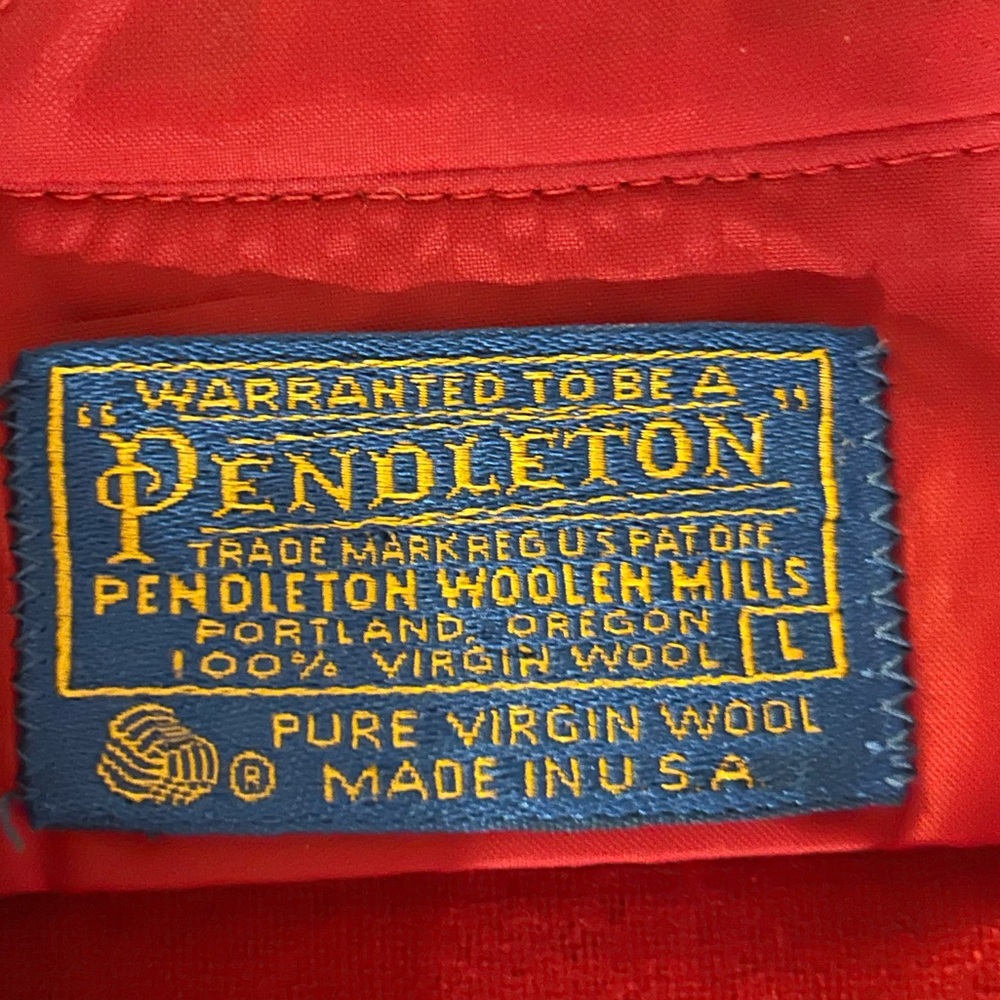 WARRANTED TO BE A
"PENDLETON"
TRADE MARK REG U S PAT. OFF.
PENDLETON WOOLEN MILLS
PORTLAND, OREGON
100% VIRGIN WOOL L
PURE VIRGIN WOOL
® MADE IN U.S.A.